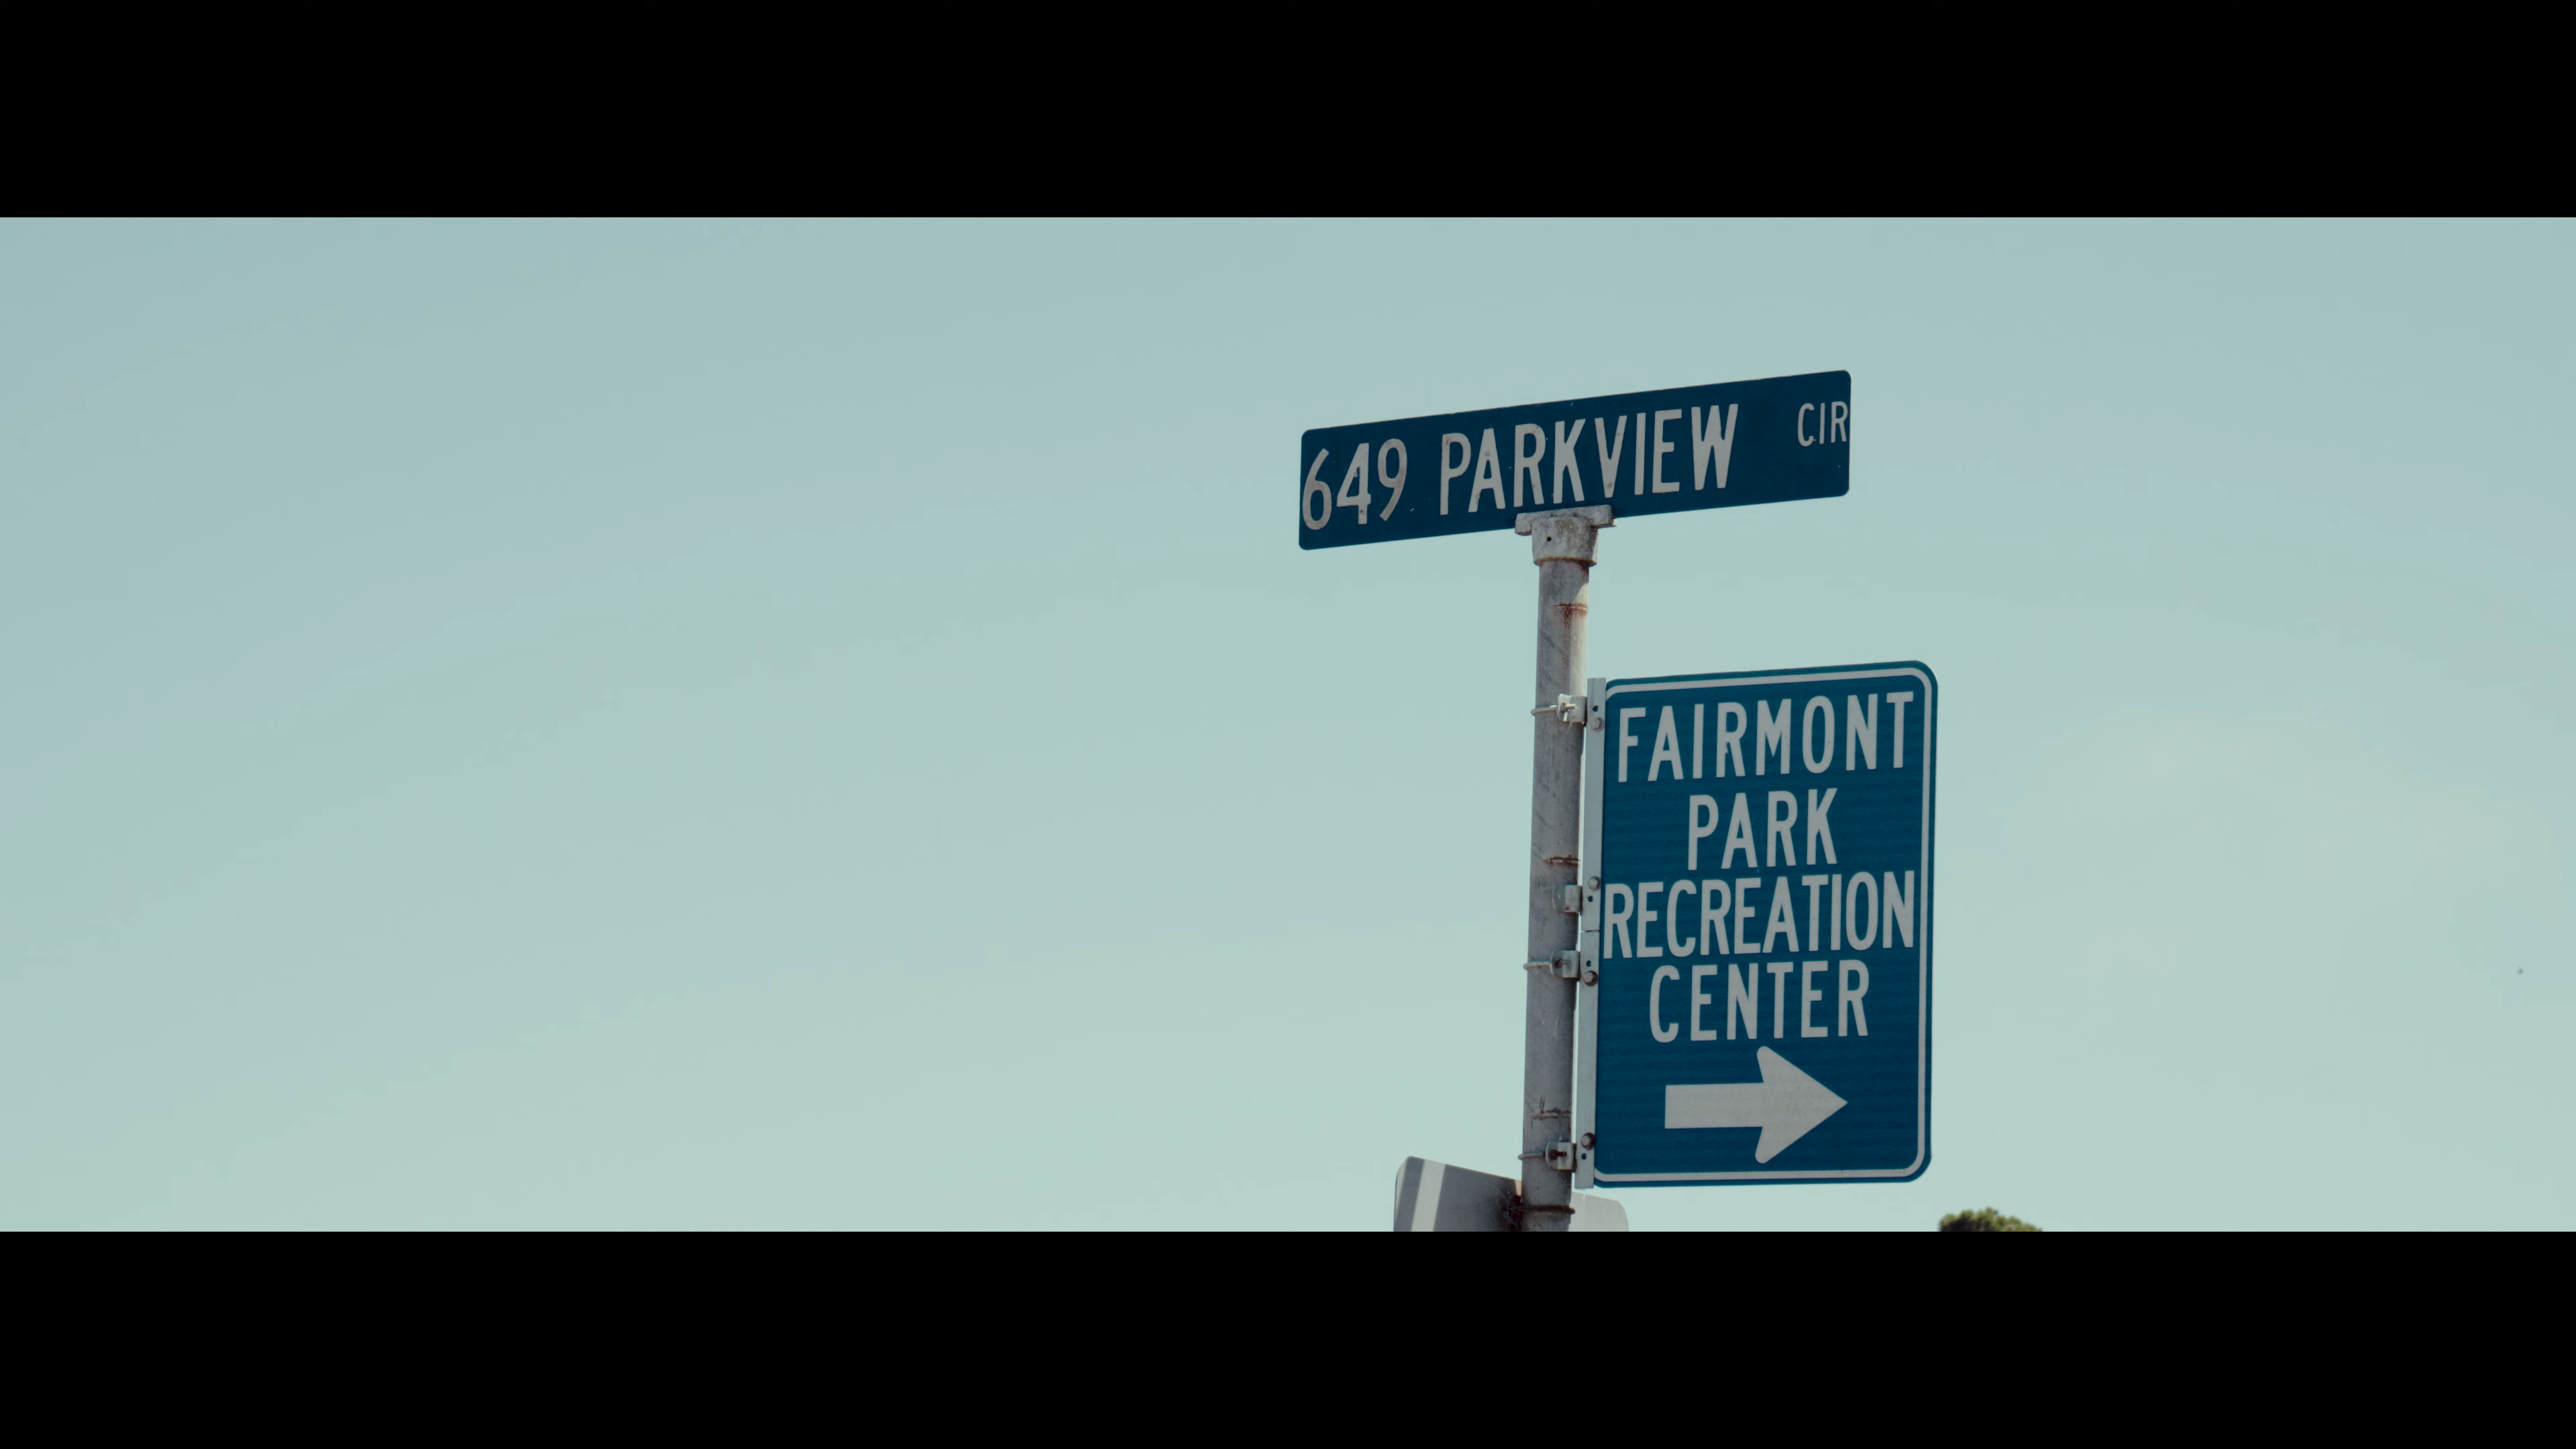 649 PARKVIEW CIR
FAIRMONT
PARK
RECREATION
CENTER